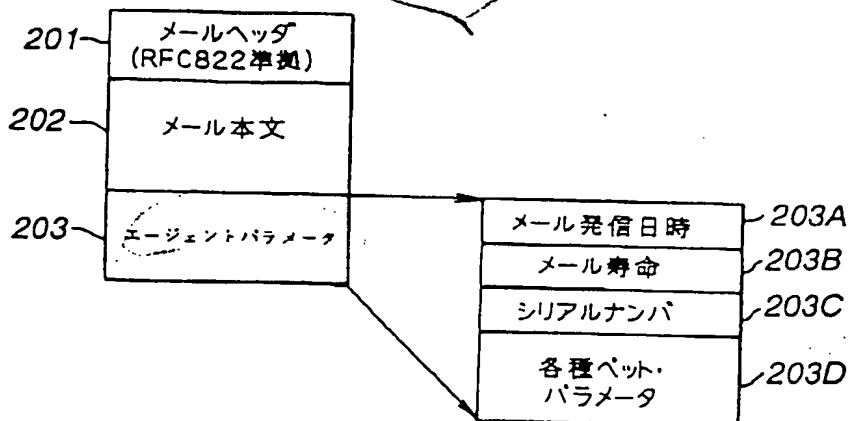 201
メールヘッダ
(RFC822準拠)
202
メール本文
203
エージェントパラメータ
メール発信日時
203A
メール寿命
203B
シリアルナンバ
203C
各種ペット・
パラメータ
203D